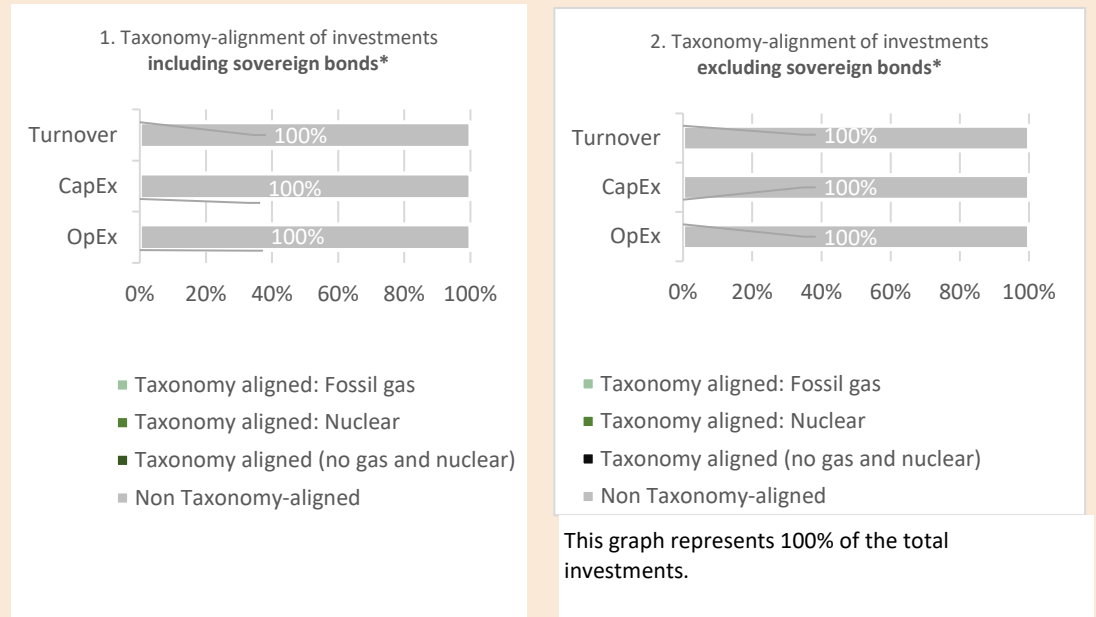 1. Taxonomy-alignment of investments
including sovereign bonds*
Turnover
100%
CapEx
100%
OpEx
100%
0% 20% 40% 60% 80% 100%
Taxonomy aligned: Fossil gas
Taxonomy aligned: Nuclear
Taxonomy aligned (no gas and nuclear)
Non Taxonomy-aligned
2. Taxonomy-alignment of investments
excluding sovereign bonds*
Turnover
100%
CapEx
100%
OpEx
100%
0% 20% 40% 60% 80% 100%
Taxonomy aligned: Fossil gas
Taxonomy aligned: Nuclear
Taxonomy aligned (no gas and nuclear)
Non Taxonomy-aligned
This graph represents 100% of the total
investments.